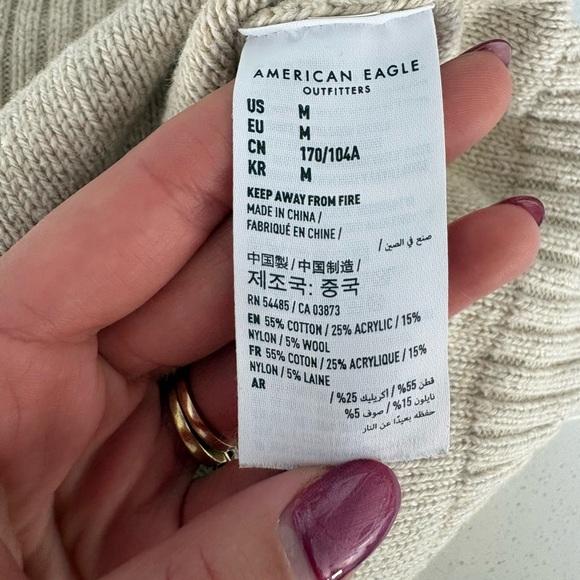 AMERICAN EAGLE
OUTFITTERS
US M
EU M
CN 170/104A
KR M
KEEP AWAY FROM FIRE
MADE IN CHINA /
FABRIQUÉ EN CHINE /
صنع في الصين /
中国製 / 中国制造 /
제조국: 중국
RN 54485 / CA 03873
EN 55% COTTON / 25% ACRYLIC / 15%
NYLON / 5% WOOL
FR 55% COTON / 25% ACRYLIQUE / 15%
NYLON / 5% LAINE
AR
قطن 55% / اكريليك 25% /
نايلون 15% / صوف 5%
حفظه بعيدًا عن النار